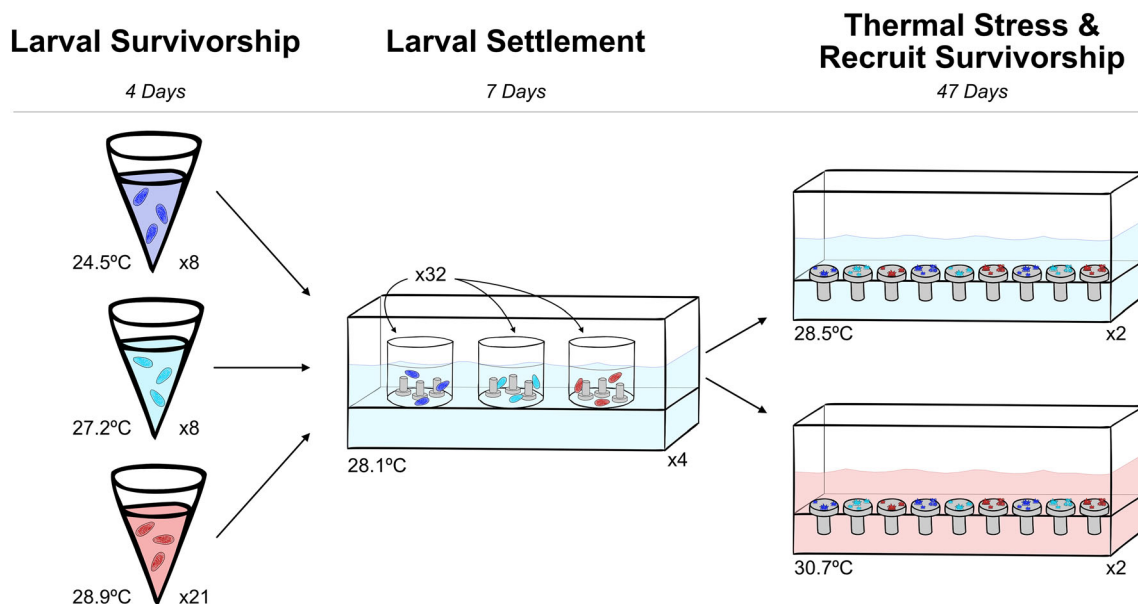 Larval Survivorship
4 Days
Larval Settlement
7 Days
Thermal Stress &
Recruit Survivorship
47 Days
24.5ºC x8
27.2ºC x8
28.9ºC x21
x32
28.1ºC x4
28.5ºC x2
30.7ºC x2